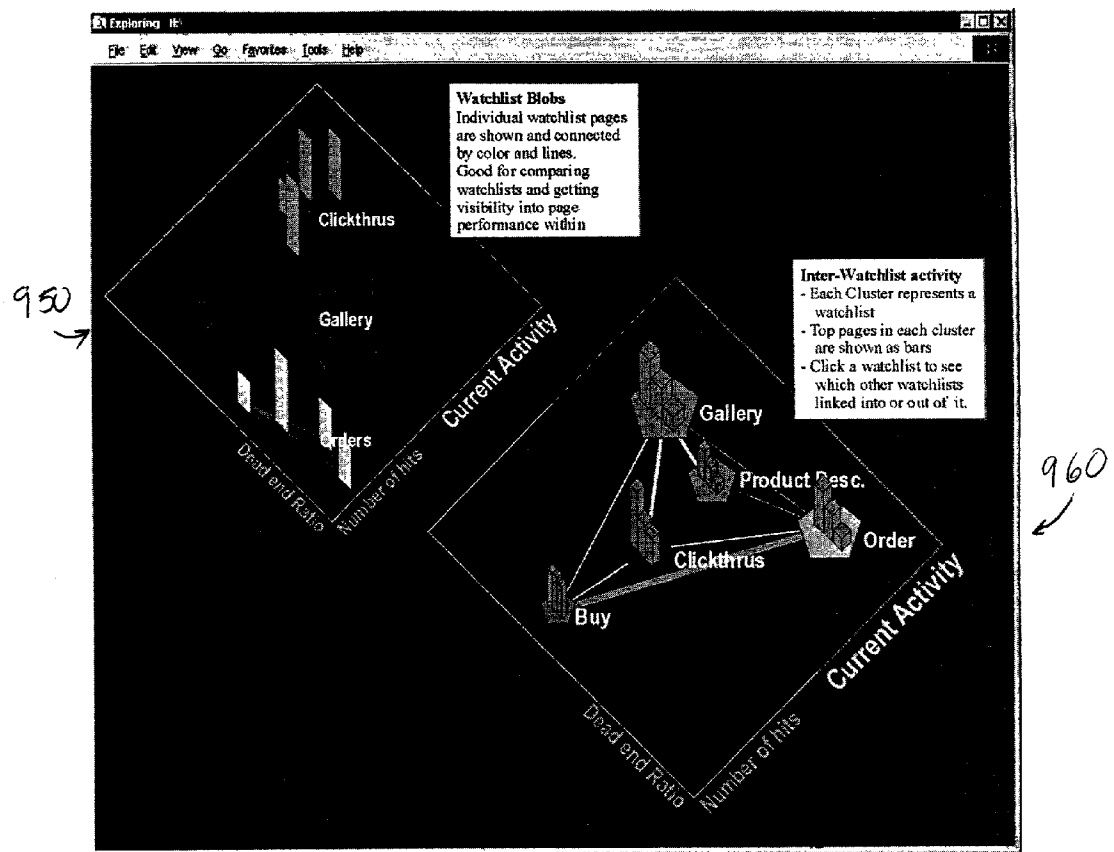 Exploring IE
File Edit View Go Favorites Tools Help
Watchlist Blobs
Individual watchlist pages
are shown and connected
by color and lines.
Good for comparing
watchlists and getting
visibility into page
performance within
Clickthrus
Gallery
Orders
Dead end Ratio
Number of hits
Current Activity
950
Inter-Watchlist activity
- Each Cluster represents a
watchlist
- Top pages in each cluster
are shown as bars
- Click a watchlist to see
which other watchlists
linked into or out of it.
Gallery
Product Desc.
Order
Clickthrus
Buy
Dead end Ratio
Number of hits
Current Activity
960